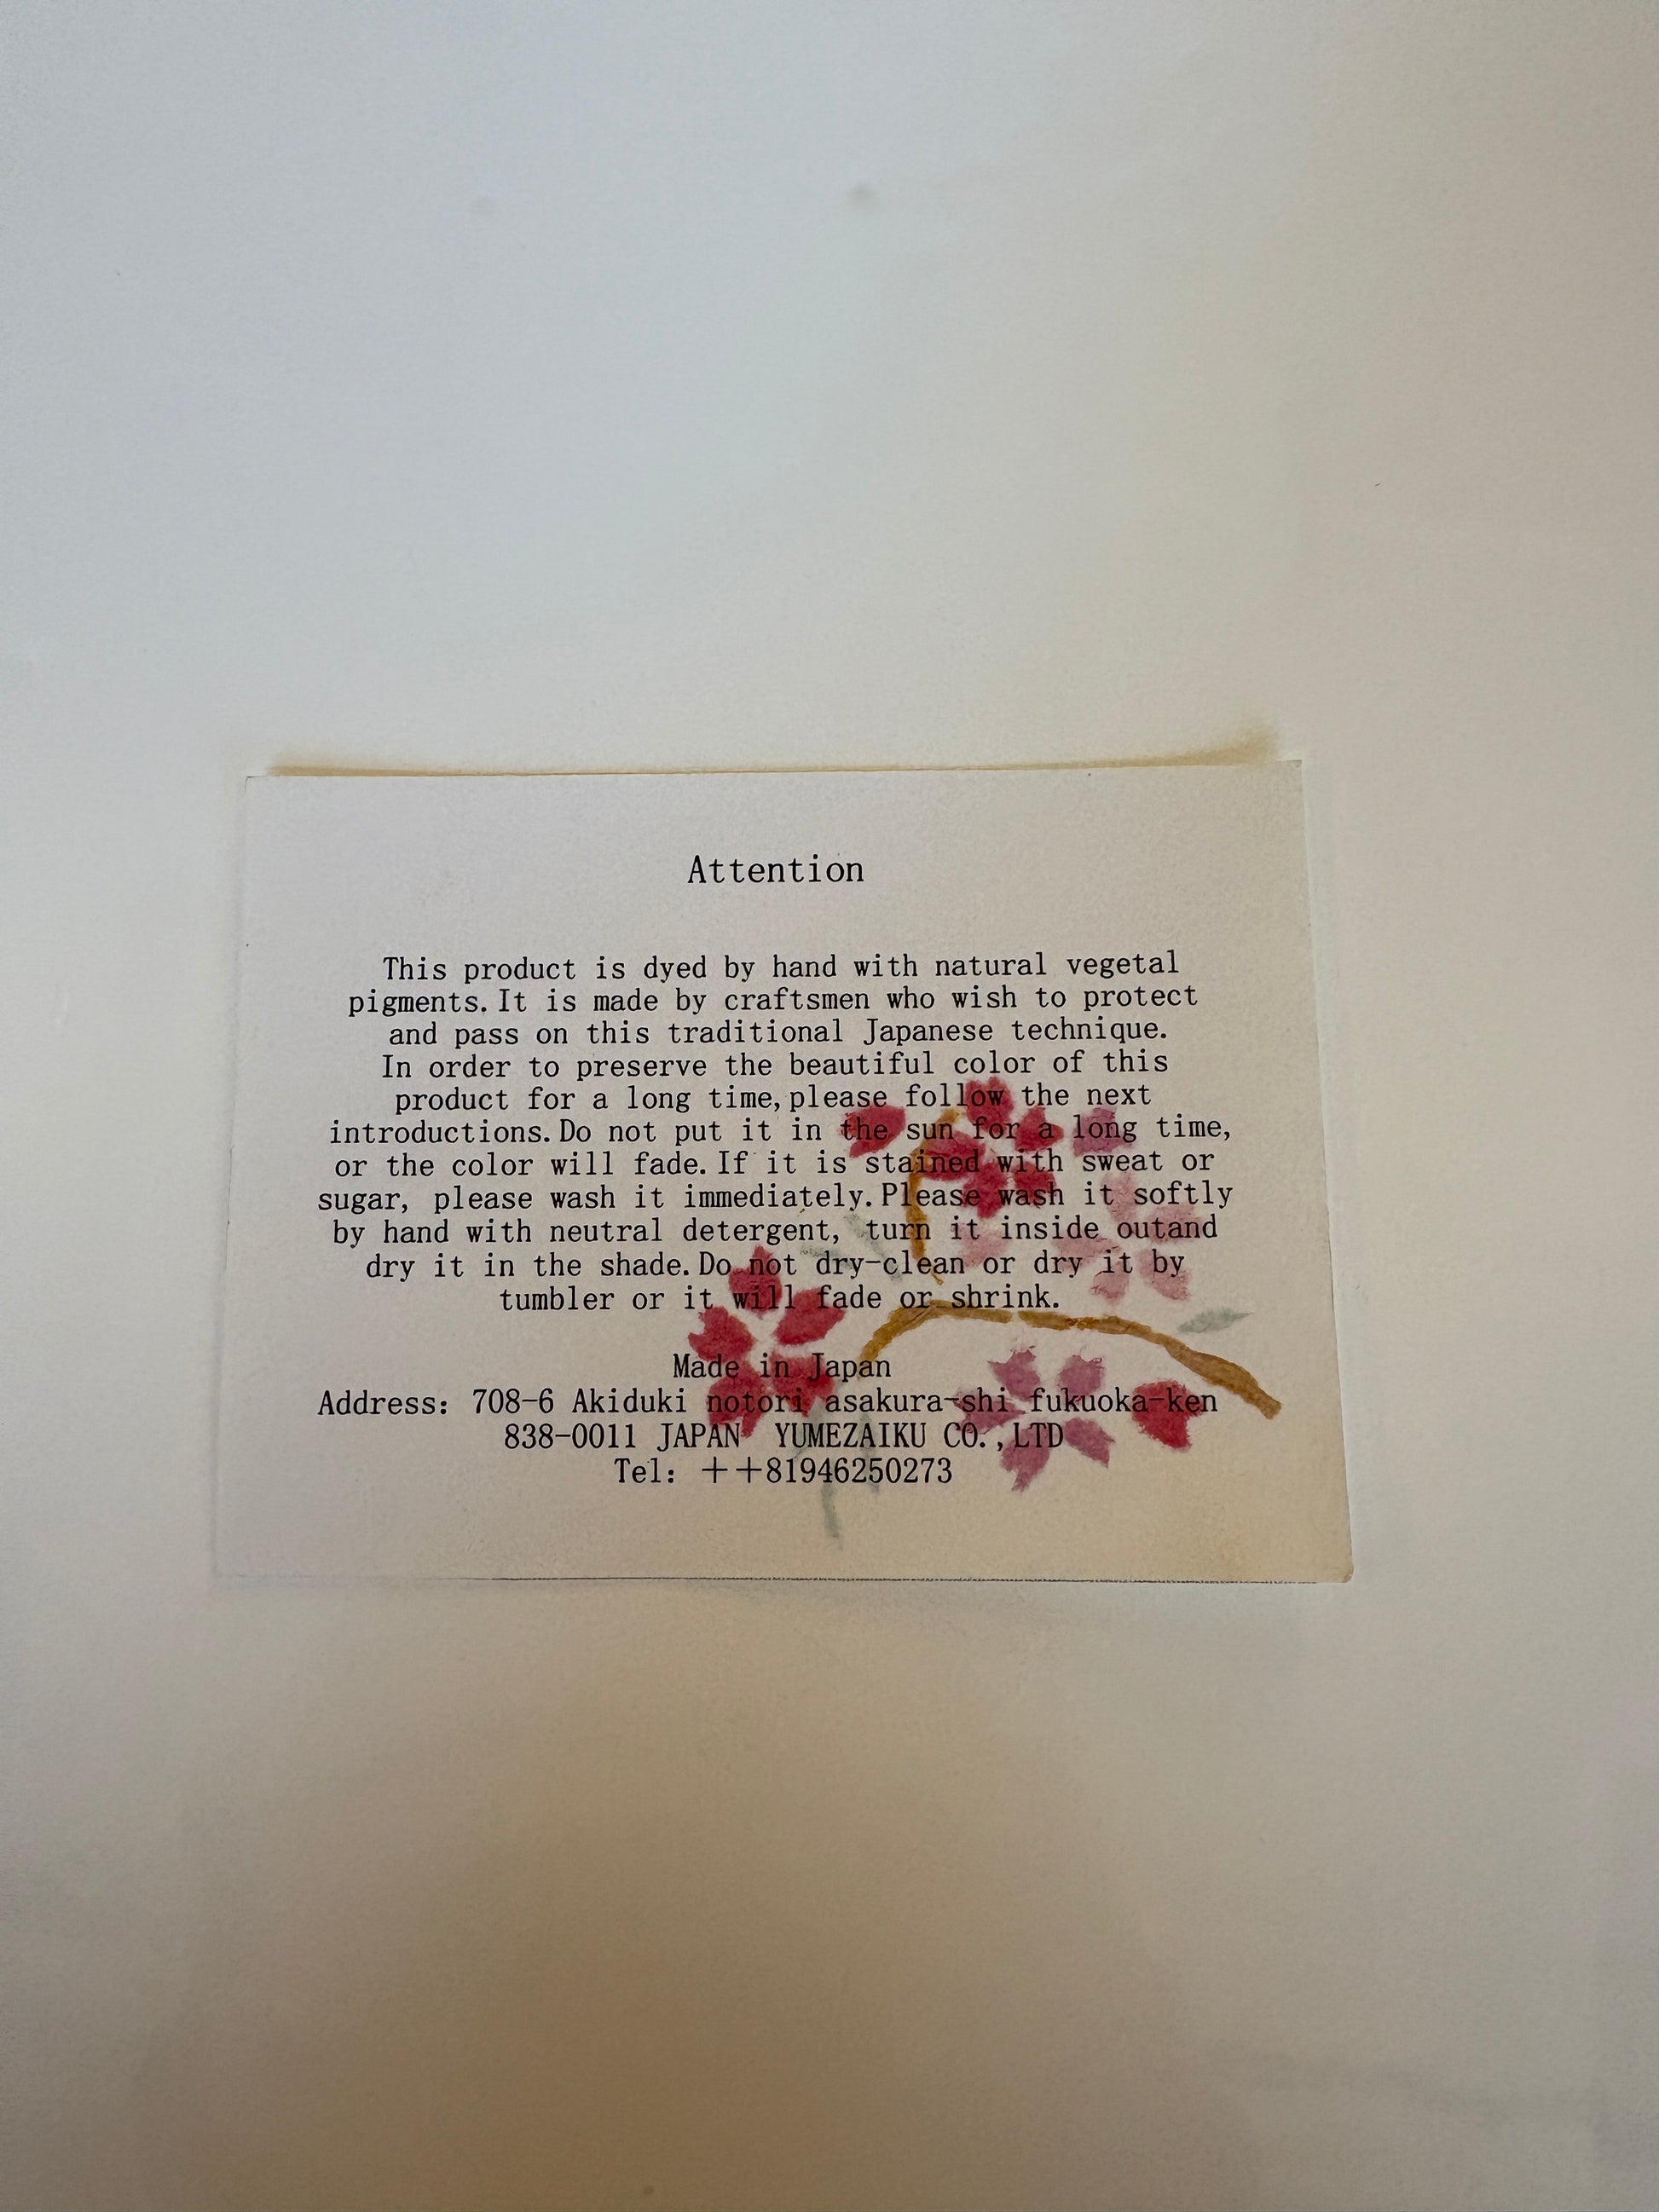 Attention
This product is dyed by hand with natural vegetal
pigments. It is made by craftsmen who wish to protect
and pass on this traditional Japanese technique.
In order to preserve the beautiful color of this
product for a long time, please follow the next
introductions. Do not put it in the sun for a long time,
or the color will fade. If it is stained with sweat or
sugar, please wash it immediately. Please wash it softly
by hand with neutral detergent, turn it inside outand
dry it in the shade. Do not dry-clean or dry it by
tumbler or it will fade or shrink.
Made in Japan
Address: 708-6 Akiduki notori asakura-shi fukuoka-ken
838-0011 JAPAN YUMEZAIKU CO.,LTD
Tel: ++81946250273